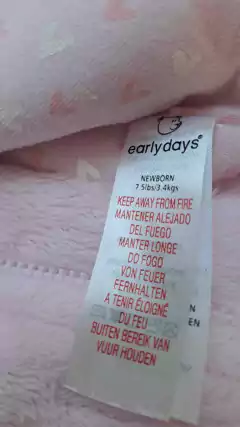 earlydays®
NEWBORN
7.5lbs/3.4kgs
KEEP AWAY FROM FIRE
MANTENER ALEJADO
DEL FUEGO
MANTER LONGE
DO FOGO
VON FEUER
FERNHALTEN
A TENIR ÉLOIGNÉ
DU FEU
BUITEN BEREIK VAN
VUUR HOUDEN
N
EN